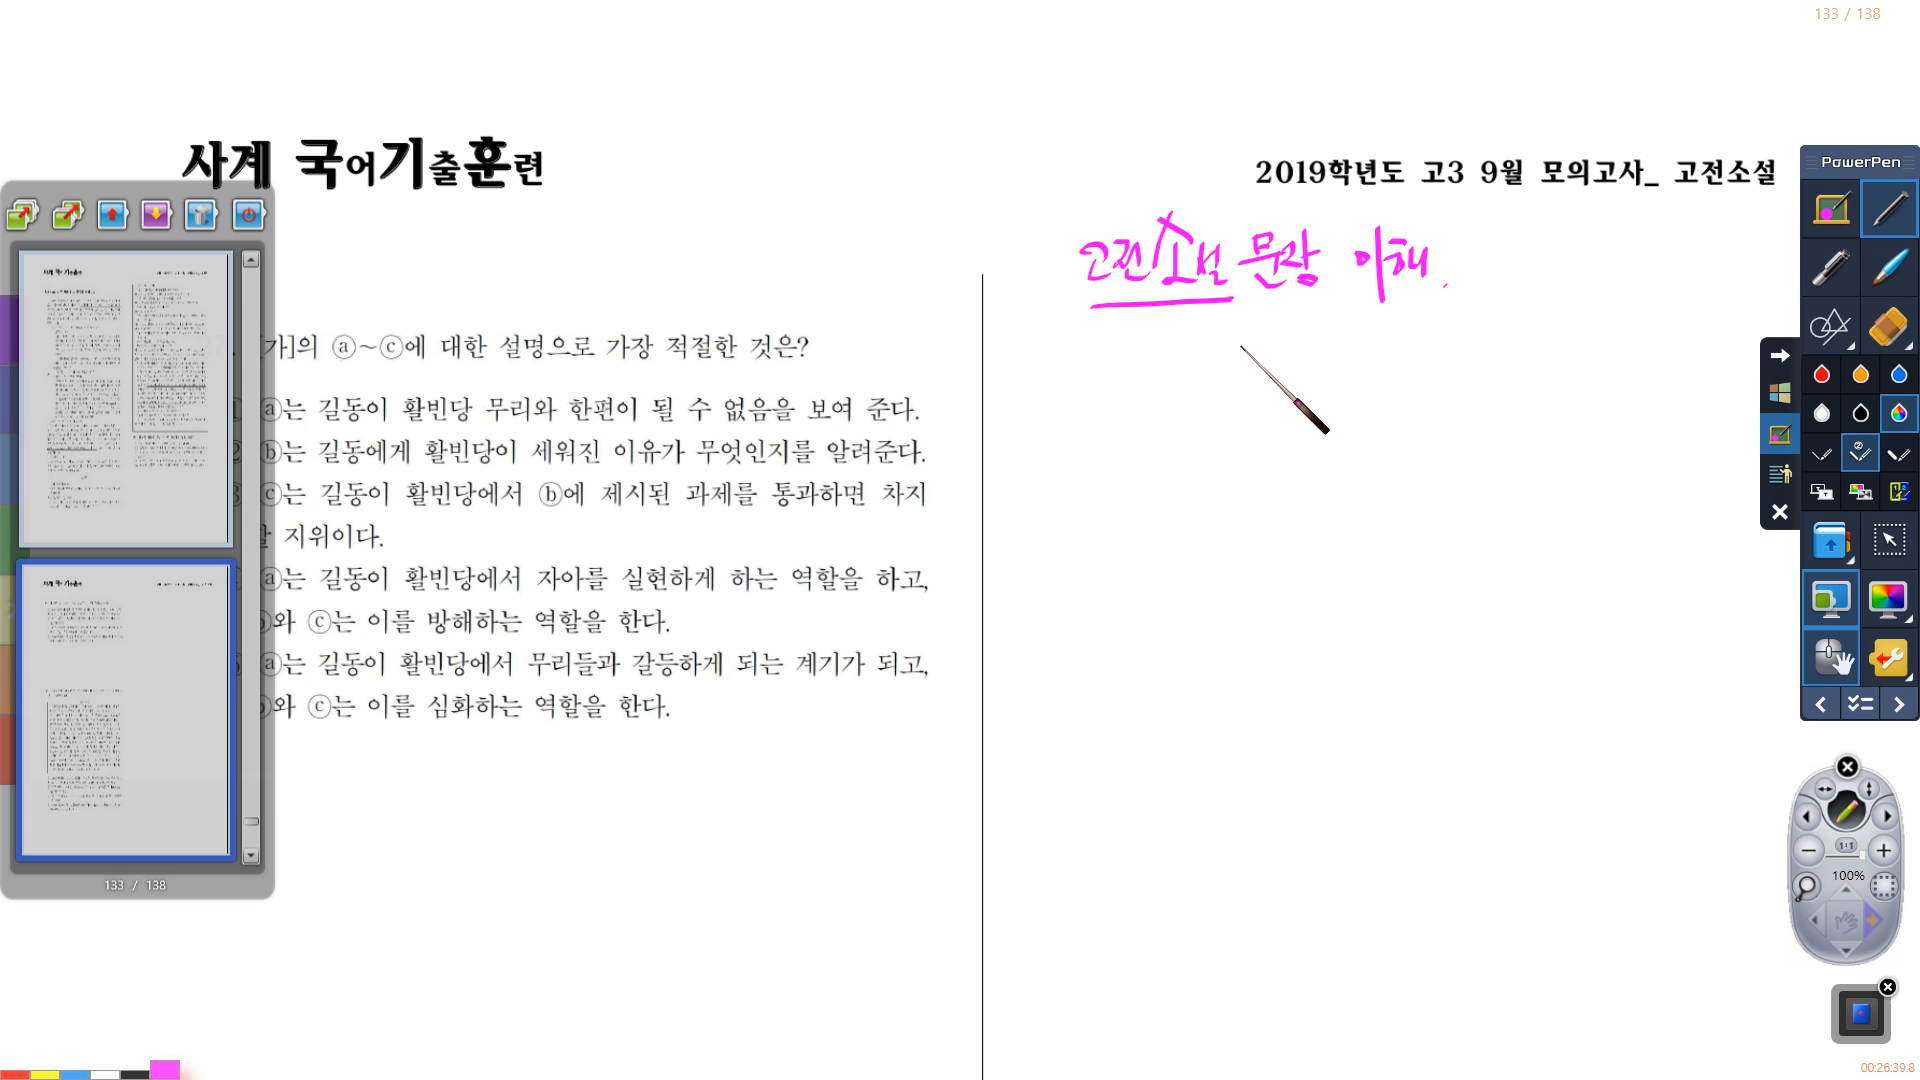 133 / 138
사계 국어기출훈련
2019학년도 고3 9월 모의고사_ 고전소설
고전소설 문장 이해.
가]의 ⓐ~ⓒ에 대한 설명으로 가장 적절한 것은?
ⓐ는 길동이 활빈당 무리와 한편이 될 수 없음을 보여 준다.
ⓑ는 길동에게 활빈당이 세워진 이유가 무엇인지를 알려준다.
ⓒ는 길동이 활빈당에서 ⓑ에 제시된 과제를 통과하면 차지
할 지위이다.
ⓐ는 길동이 활빈당에서 자아를 실현하게 하는 역할을 하고,
ⓑ와 ⓒ는 이를 방해하는 역할을 한다.
ⓐ는 길동이 활빈당에서 무리들과 갈등하게 되는 계기가 되고,
ⓑ와 ⓒ는 이를 심화하는 역할을 한다.
133 / 138
PowerPen
1:1
100%
00:26:39.8